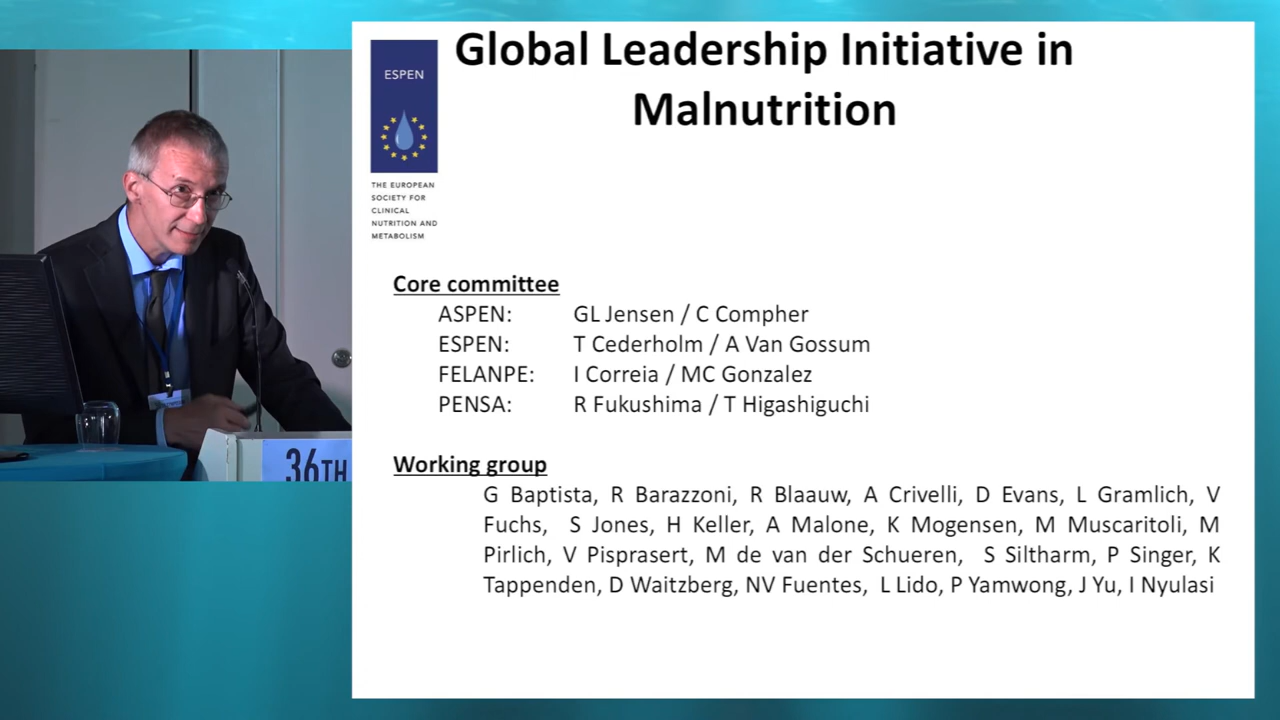 Global Leadership Initiative in
Malnutrition
ESPEN
THE EUROPEAN
SOCIETY FOR
CLINICAL
NUTRITION AND
METABOLISM
Core committee
ASPEN: GL Jensen / C Compher
ESPEN: T Cederholm / A Van Gossum
FELANPE: I Correia / MC Gonzalez
PENSA: R Fukushima / T Higashiguchi
Working group
G Baptista, R Barazzoni, R Blaauw, A Crivelli, D Evans, L Gramlich, V
Fuchs, S Jones, H Keller, A Malone, K Mogensen, M Muscaritoli, M
Pirlich, V Pisprasert, M de van der Schueren, S Siltharm, P Singer, K
Tappenden, D Waitzberg, NV Fuentes, L Lido, P Yamwong, J Yu, I Nyulasi
36TH